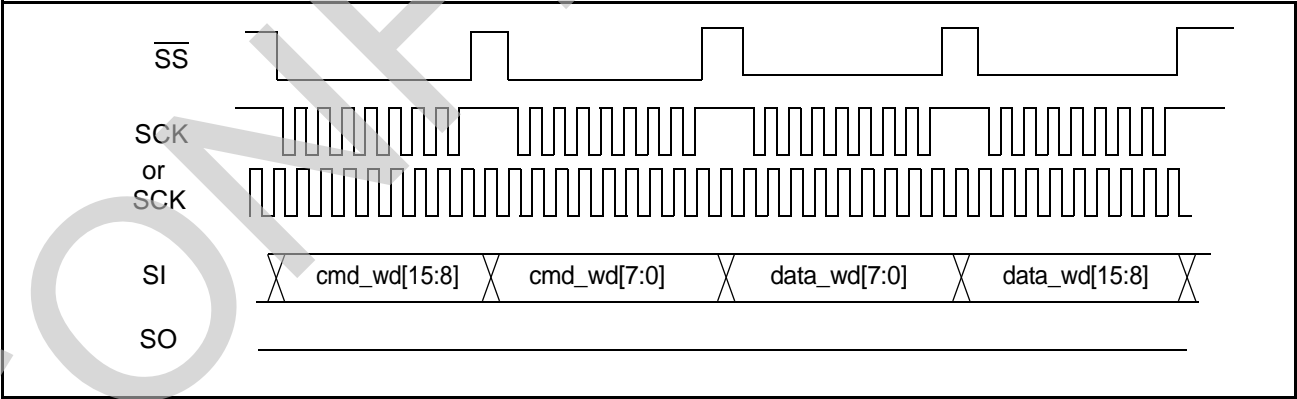 SS
SCK
or
SCK
SI cmd_wd[15:8] cmd_wd[7:0] data_wd[7:0] data_wd[15:8]
SO